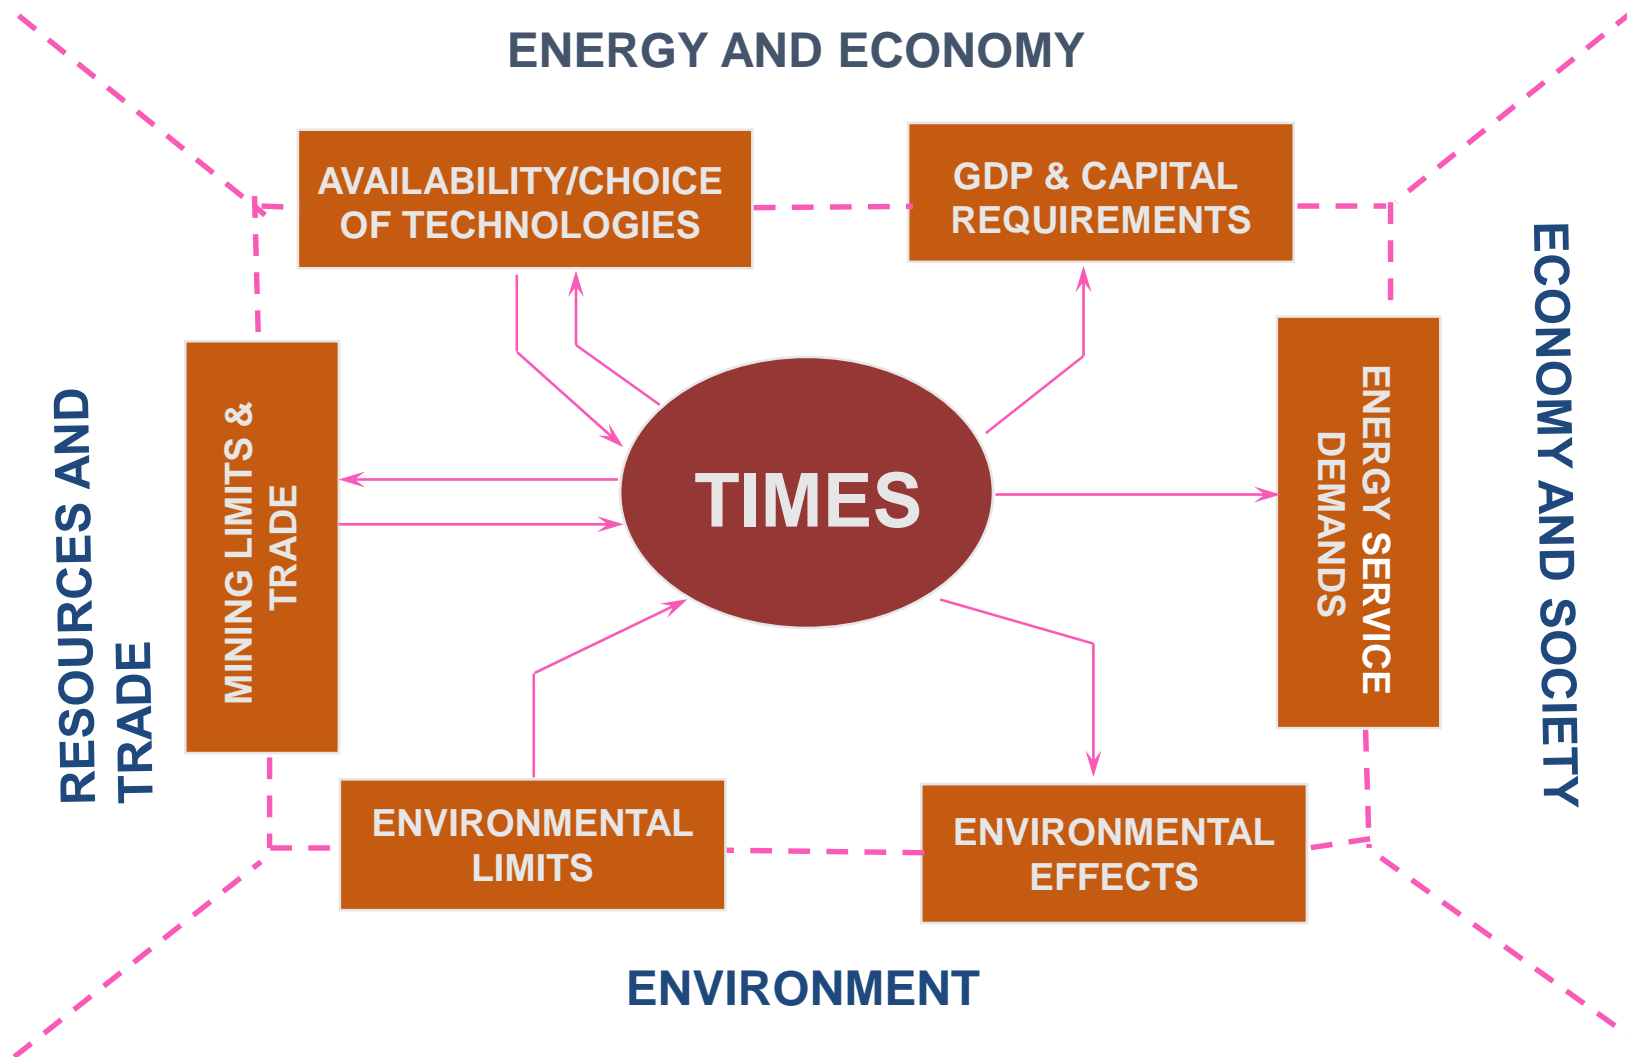 ENERGY AND ECONOMY
AVAILABILITY/CHOICE
OF TECHNOLOGIES
GDP & CAPITAL
REQUIREMENTS
RESOURCES AND
TRADE
MINING LIMITS &
TRADE
TIMES
ENERGY SERVICE
DEMANDS
ECONOMY AND SOCIETY
ENVIRONMENTAL
LIMITS
ENVIRONMENTAL
EFFECTS
ENVIRONMENT